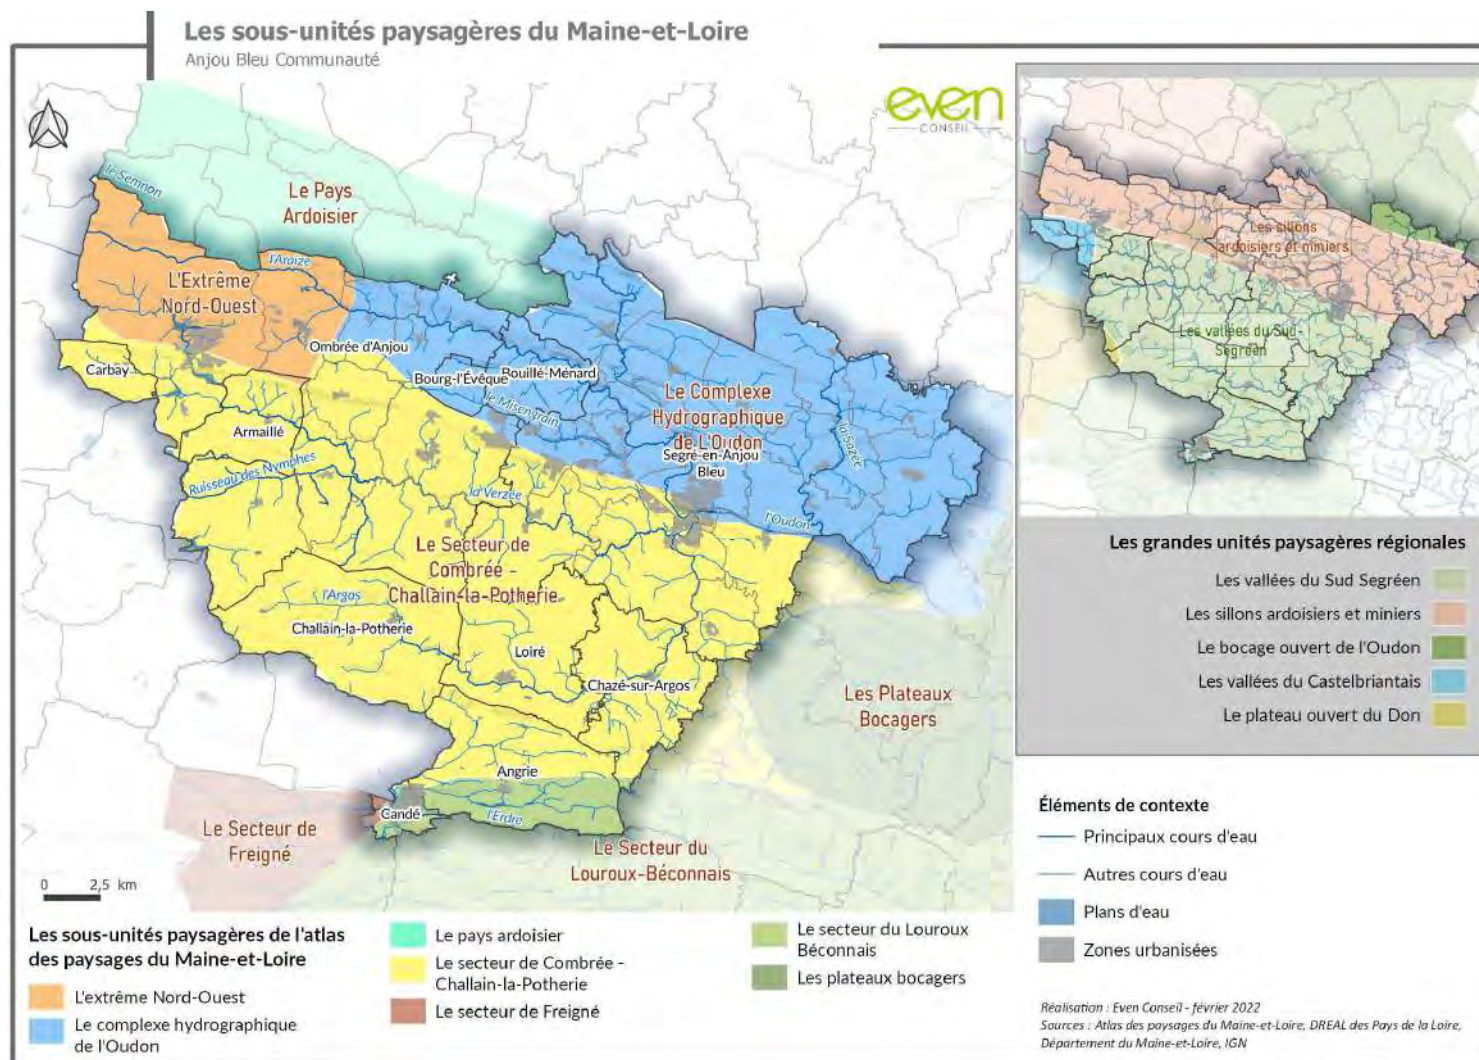 Les sous-unités paysagères du Maine-et-Loire
Anjou Bleu Communauté
even
CONSEIL
le Semnon
Le Pays
Ardoisier
l'Araize
L'Extrême
Nord-Ouest
Ombrée d'Anjou
Carbay
Bourg-l'Évêque
Bouillé-Ménard
Le Complexe
Hydrographique
de L'Oudon
le Misengrain
la Sazée
Segré-en-Anjou
Bleu
Armaillé
Ruisseau des Nymphes
la Verzée
l'Oudon
Le Secteur de
Combrée -
Challain-la-Potherie
l'Argos
Challain-la-Potherie
Loiré
Chazé-sur-Argos
Les Plateaux
Bocagers
Angrie
Candé
l'Erdre
Le Secteur de
Freigné
Le Secteur du
Louroux-Béconnais
0 2,5 km
Les sillons
ardoisiers et miniers
Les vallées du Sud-
Segréen
Les grandes unités paysagères régionales
Les vallées du Sud Segréen
Les sillons ardoisiers et miniers
Le bocage ouvert de l'Oudon
Les vallées du Castelbriantais
Le plateau ouvert du Don
Éléments de contexte
Principaux cours d'eau
Autres cours d'eau
Plans d'eau
Zones urbanisées
Les sous-unités paysagères de l'atlas
des paysages du Maine-et-Loire
L'extrême Nord-Ouest
Le complexe hydrographique
de l'Oudon
Le pays ardoisier
Le secteur de Combrée -
Challain-la-Potherie
Le secteur de Freigné
Le secteur du Louroux
Béconnais
Les plateaux bocagers
Réalisation : Even Conseil - février 2022
Sources : Atlas des paysages du Maine-et-Loire, DREAL des Pays de la Loire,
Département du Maine-et-Loire, IGN